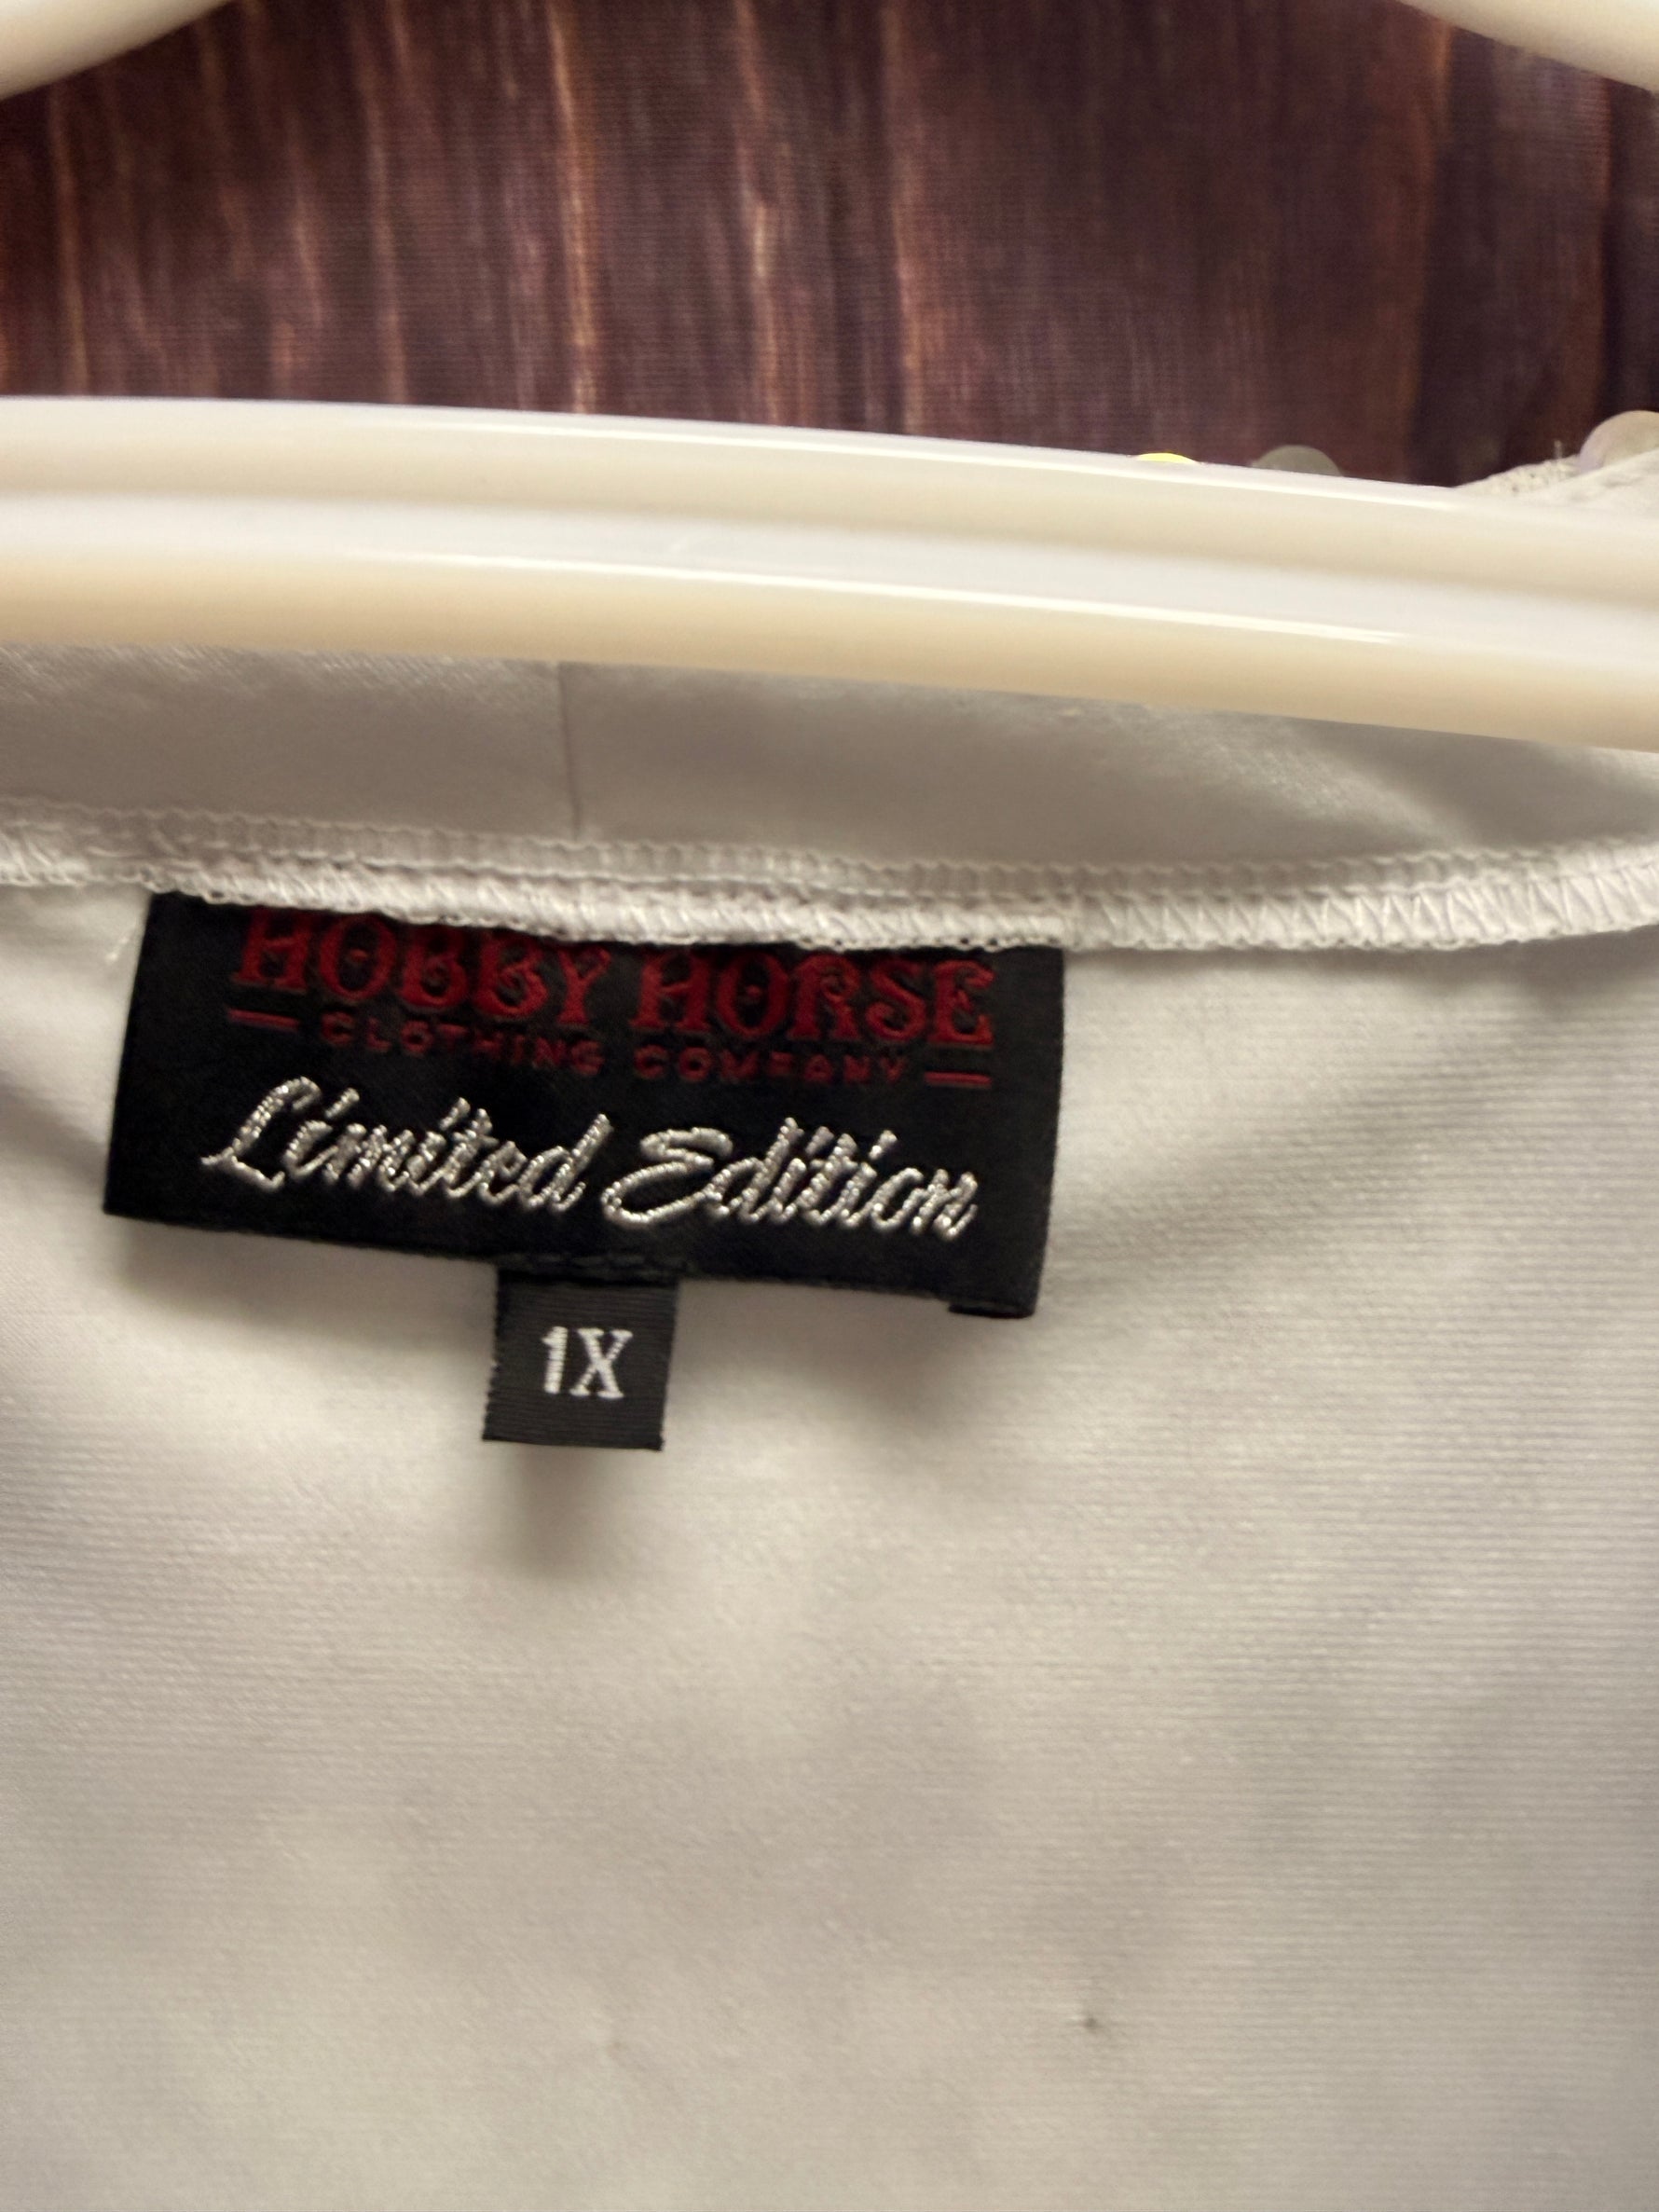 HOBBY HORSE
CLOTHING COMPANY
Limited Edition
1X